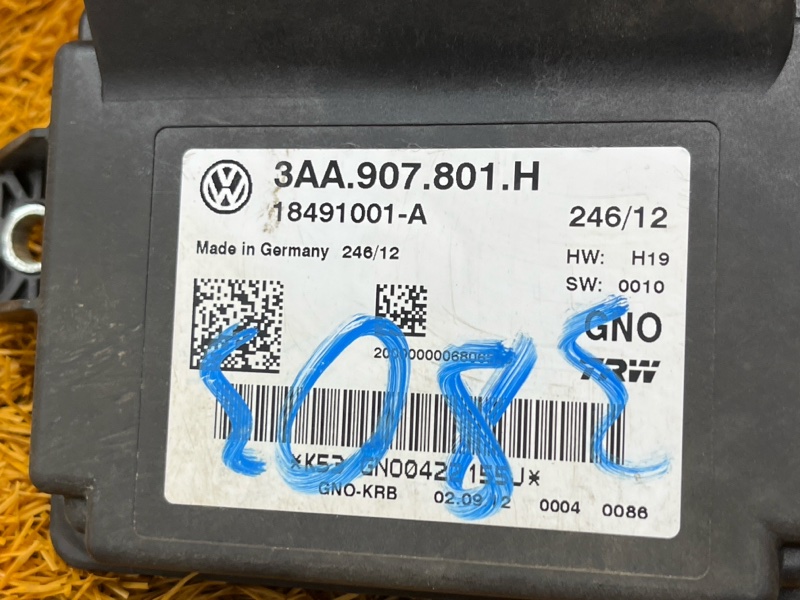 3AA.907.801.H
18491001-A 246/12
Made in Germany 246/12
HW: H19
SW: 0010
GNO
TRW
GNO-KRB 0004 0086